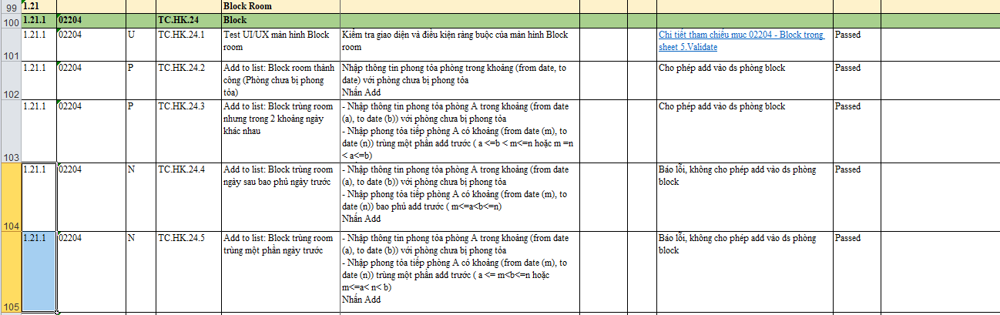 99 1.21 Block Room
100 1.21.1 02204 TC.HK.24 Block
101 1.21.1 02204 U TC.HK.24.1 Test UI/UX màn hình Block room Kiểm tra giao diện và điều kiện ràng buộc của màn hình Block room Chi tiết tham chiếu mục 02204 - Block trong sheet 5.Validate Passed
102 1.21.1 02204 P TC.HK.24.2 Add to list: Block room thành công (Phòng chưa bị phong tỏa) Nhập thông tin phong tỏa phòng trong khoảng (from date, to date) với phòng chưa bị phong tỏa
Nhấn Add Cho phép add vào ds phòng block Passed
103 1.21.1 02204 P TC.HK.24.3 Add to list: Block trùng room nhưng trong 2 khoảng ngày khác nhau - Nhập thông tin phong tỏa phòng A trong khoảng (from date (a), to date (b)) với phòng chưa bị phong tỏa
- Nhập phong tỏa tiếp phòng A có khoảng (from date (m), to date (n)) trùng một phần add trước ( a <=b < m<=n hoặc m =n < a<=b) Cho phép add vào ds phòng block Passed
104 1.21.1 02204 N TC.HK.24.4 Add to list: Block trùng room ngày sau bao phủ ngày trước - Nhập thông tin phong tỏa phòng A trong khoảng (from date (a), to date (b)) với phòng chưa bị phong tỏa
- Nhập phong tỏa tiếp phòng A có khoảng (from date (m), to date (n)) bao phủ add trước ( m<=a<b<=n)
Nhấn Add Báo lỗi, không cho phép add vào ds phòng block Passed
105 1.21.1 02204 N TC.HK.24.5 Add to list: Block trùng room trùng một phần ngày trước - Nhập thông tin phong tỏa phòng A trong khoảng (from date (a), to date (b)) với phòng chưa bị phong tỏa
- Nhập phong tỏa tiếp phòng A có khoảng (from date (m), to date (n)) trùng một phần add trước ( a <= m<b<=n hoặc m<=a< n< b)
Nhấn Add Báo lỗi, không cho phép add vào ds phòng block Passed